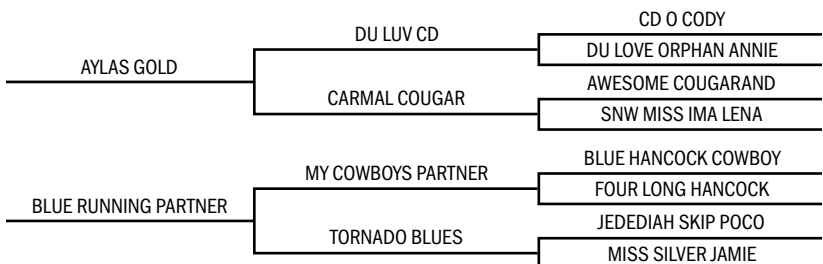 CD O CODY
DU LUV CD
DU LOVE ORPHAN ANNIE
AYLAS GOLD
AWESOME COUGARAND
CARMAL COUGAR
SNW MISS IMA LENA
BLUE HANCOCK COWBOY
MY COWBOYS PARTNER
FOUR LONG HANCOCK
BLUE RUNNING PARTNER
JEDEDIAH SKIP POCO
TORNADO BLUES
MISS SILVER JAMIE